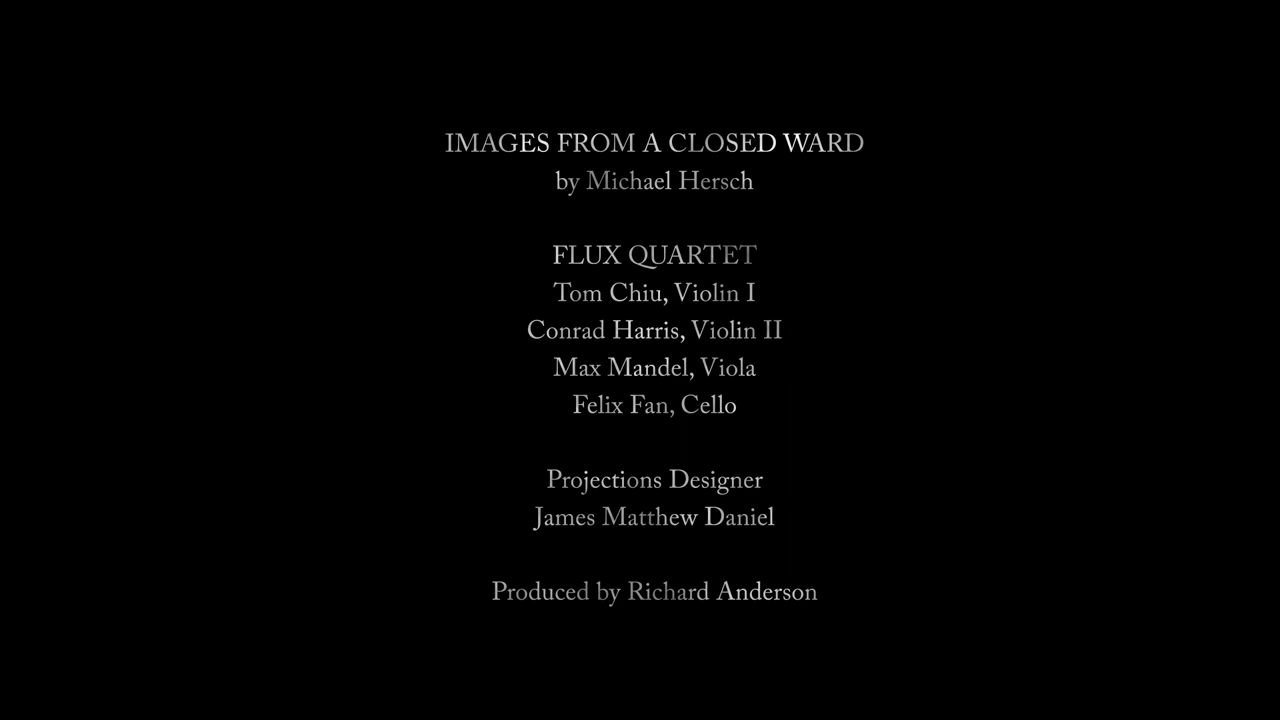 IMAGES FROM A CLOSED WARD
by Michael Hersch
FLUX QUARTET
Tom Chiu, Violin I
Conrad Harris, Violin II
Max Mandel, Viola
Felix Fan, Cello
Projections Designer
James Matthew Daniel
Produced by Richard Anderson